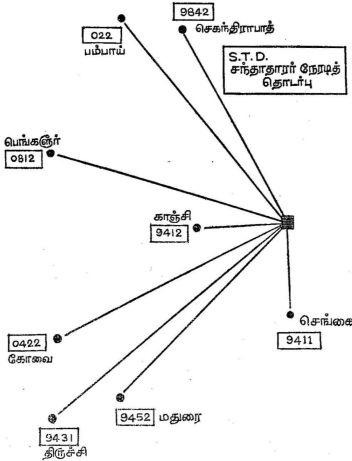 9842
செகந்திராபாத்
022
பம்பாய்
S.T.D.
சந்தாதாரர் நேரடித்
தொடர்பு
பெங்களூர்
0812
காஞ்சி
9412
செங்கை
9411
0422
கோவை
9452 மதுரை
9431
திருச்சி